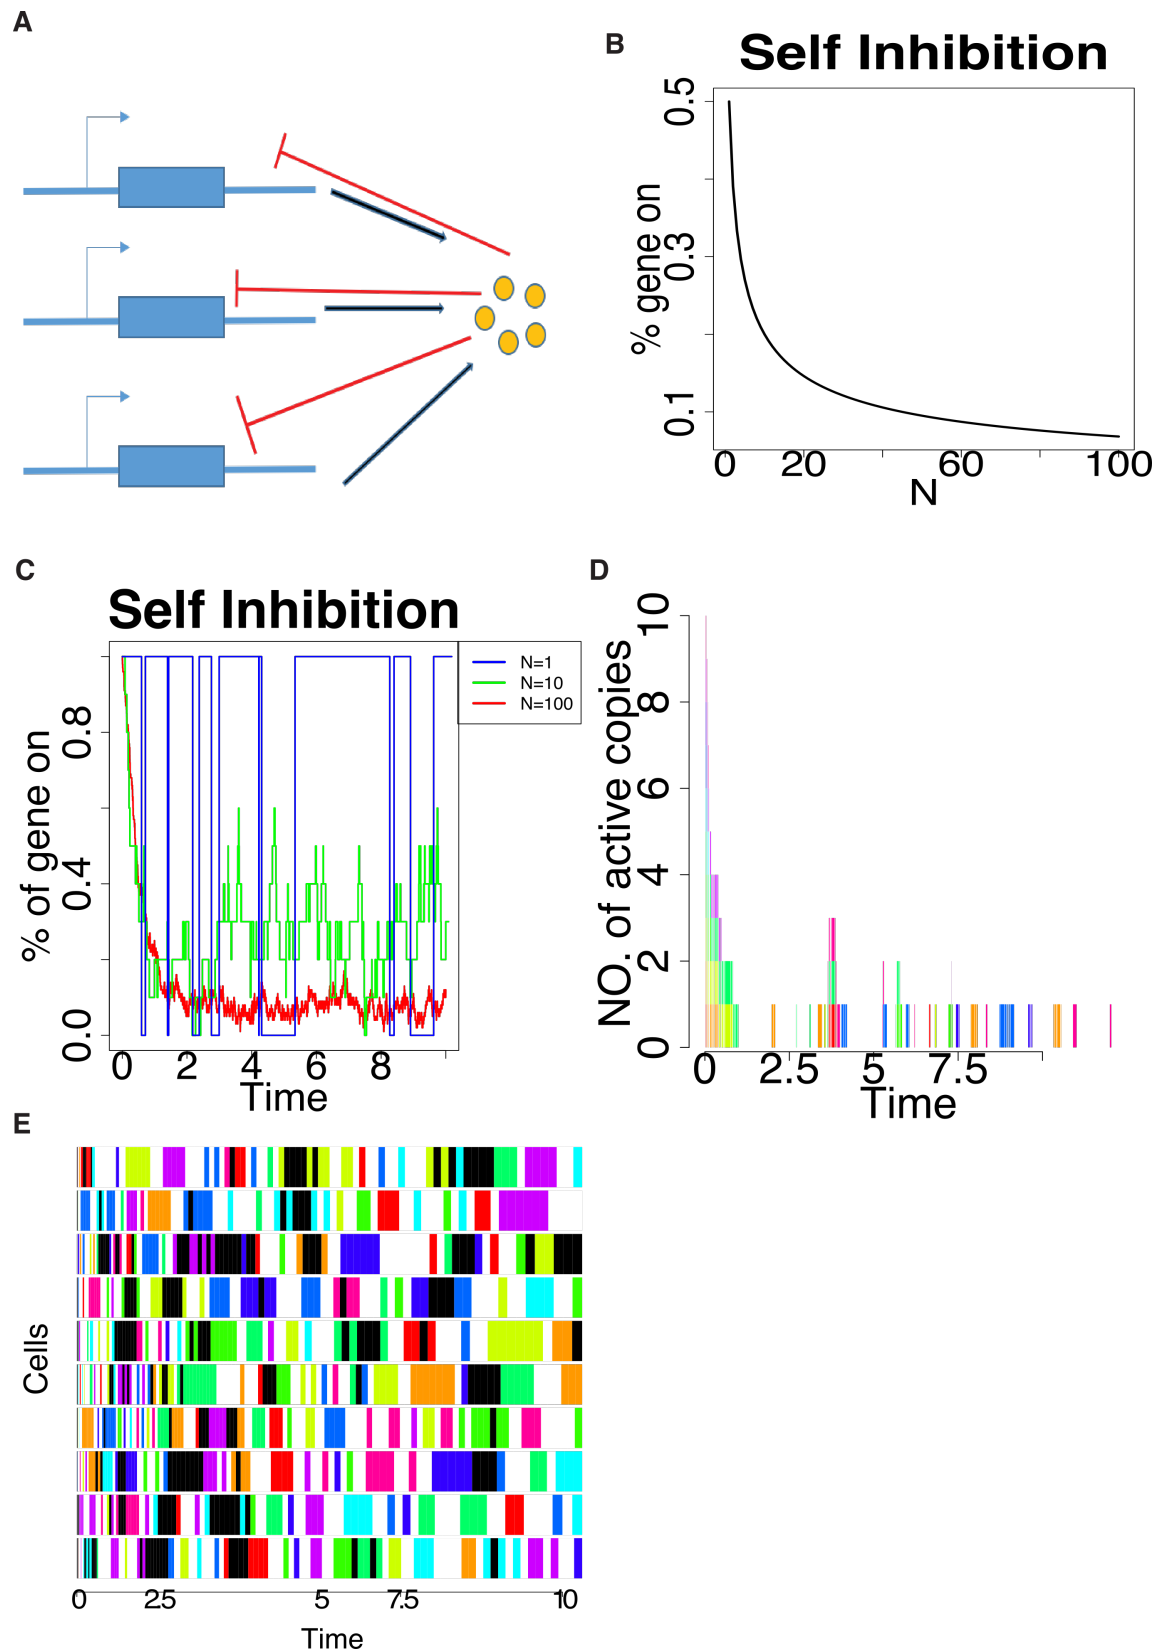 A
B
Self Inhibition
% gene on
0.5
0.3
0.1
0 20 60 100
N
C
Self Inhibition
% of gene on
0.8
0.4
0.0
N=1
N=10
N=100
0 2 4 6 8
Time
D
NO. of active copies
10
8
6
4
2
0
0 2.5 5 7.5
Time
E
Cells
0 25 5 7.5 10
Time